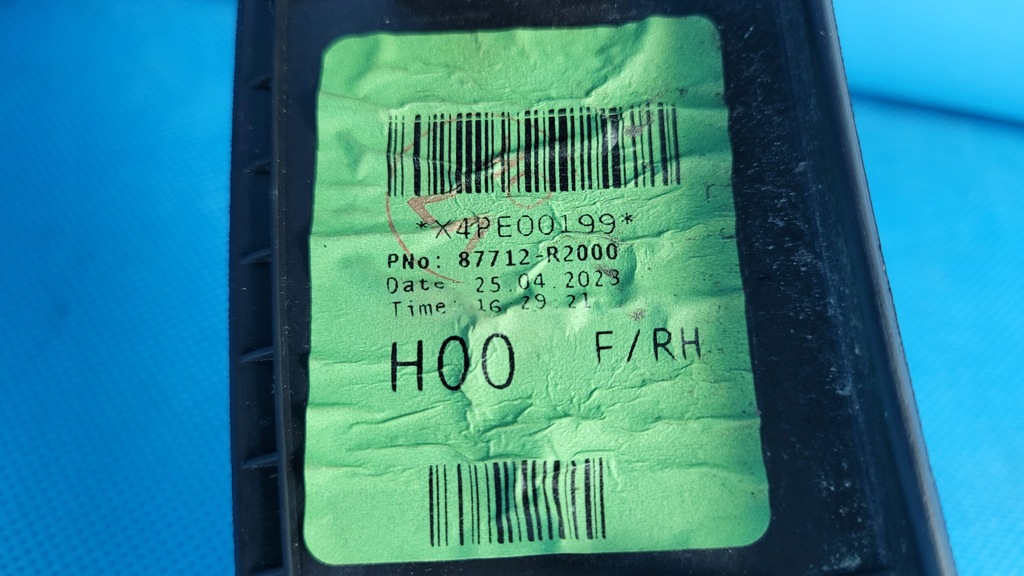 *X4PE00199*
PNo: 87712-R2000
Date 25.04.2023
Time 16 29 21
H00
F/RH